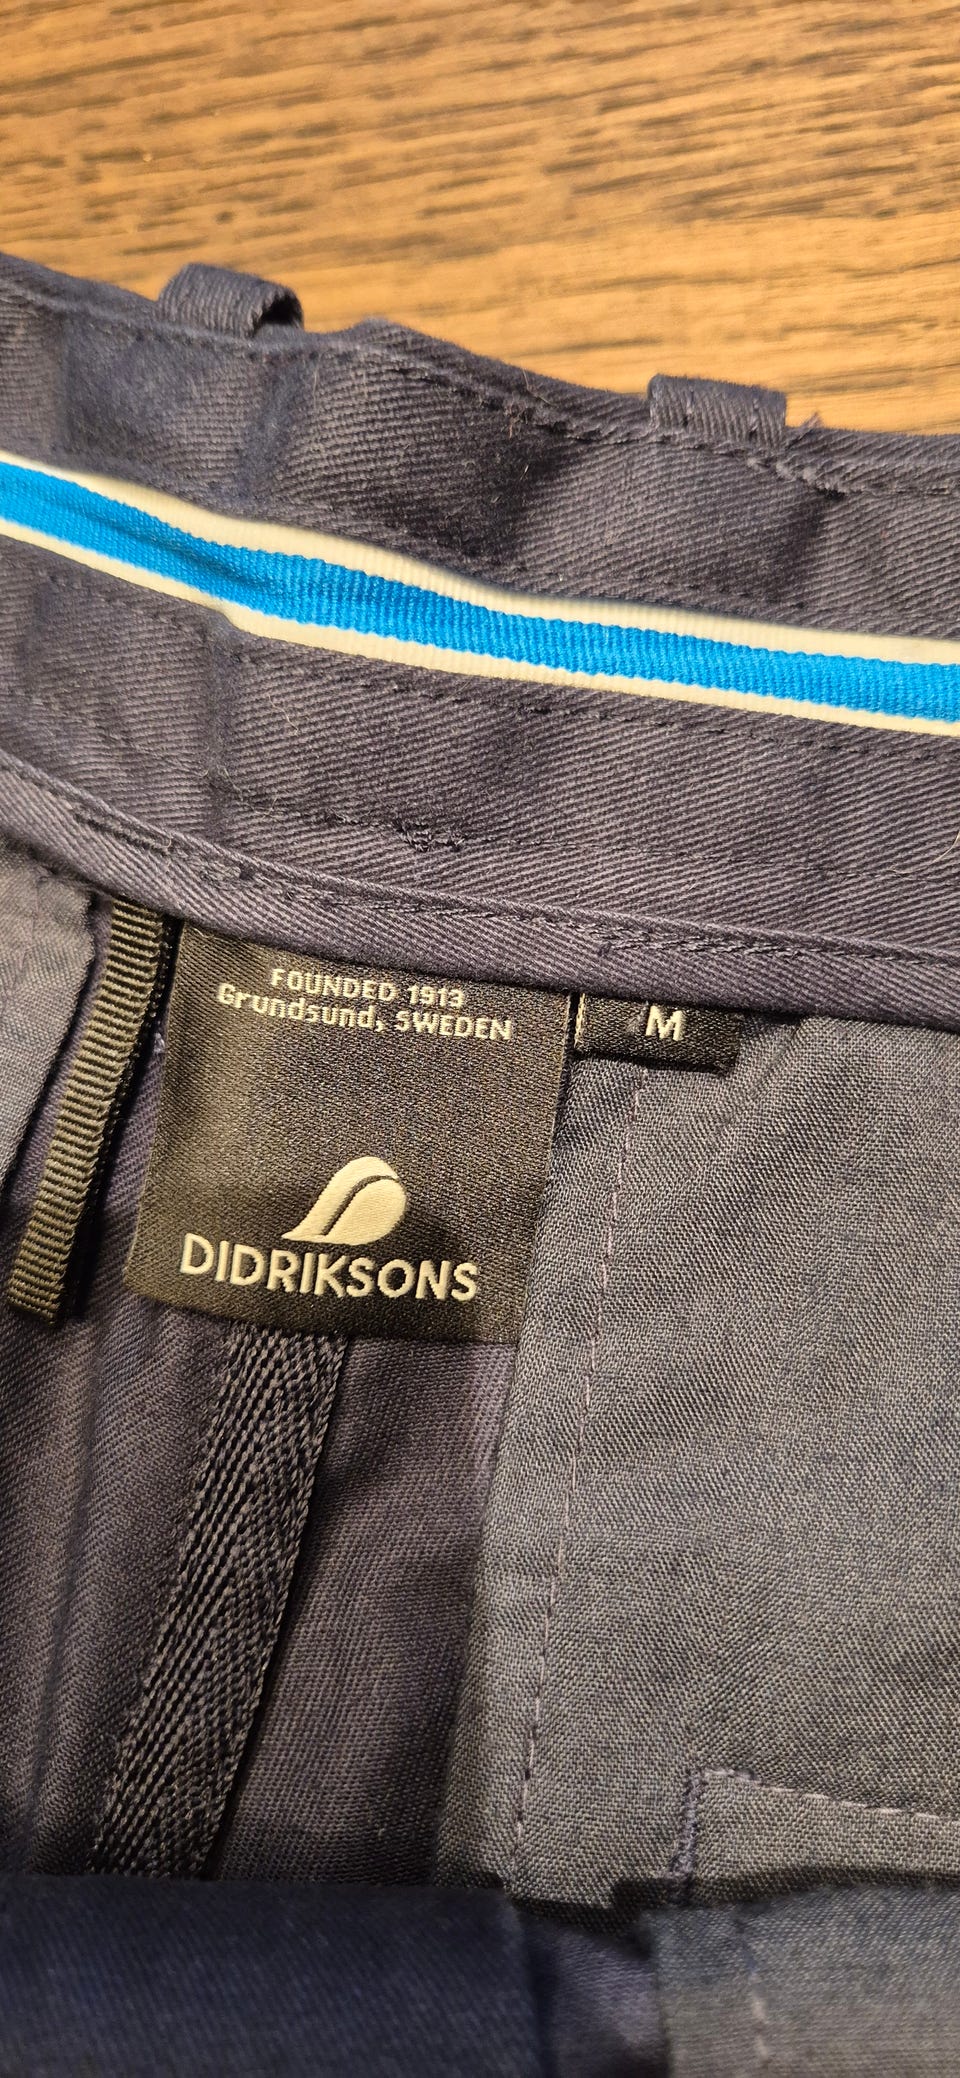 FOUNDED 1913
Grundsund, SWEDEN
M
DIDRIKSONS